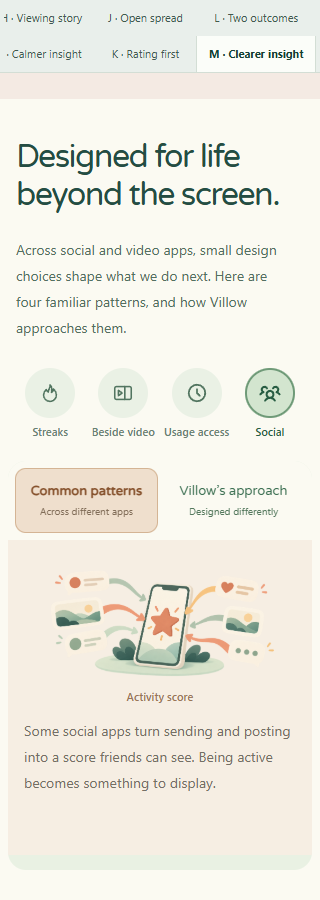 H · Viewing story
J · Open spread
L · Two outcomes
· Calmer insight
K · Rating first
M · Clearer insight
Designed for life
beyond the screen.
Across social and video apps, small design
choices shape what we do next. Here are
four familiar patterns, and how Villow
approaches them.
Streaks
Beside video
Usage access
Social
Common patterns
Across different apps
Villow's approach
Designed differently
Activity score
Some social apps turn sending and posting
into a score friends can see. Being active
becomes something to display.